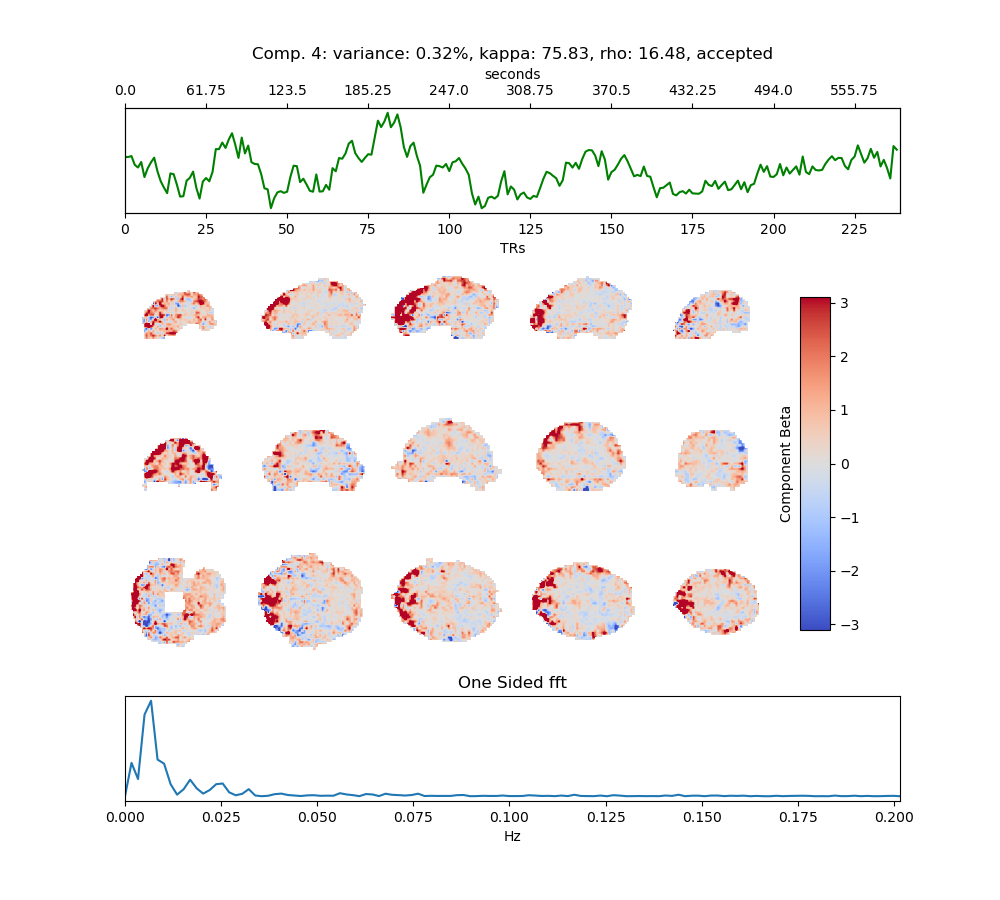 Comp. 4: variance: 0.32%, kappa: 75.83, rho: 16.48, accepted
seconds
0.0 61.75 123.5 185.25 247.0 308.75 370.5 432.25 494.0 555.75
0 25 50 75 100 125 150 175 200 225
TRs
3
2
1
0
−1
−2
−3
Component Beta
One Sided fft
0.000 0.025 0.050 0.075 0.100 0.125 0.150 0.175 0.200
Hz